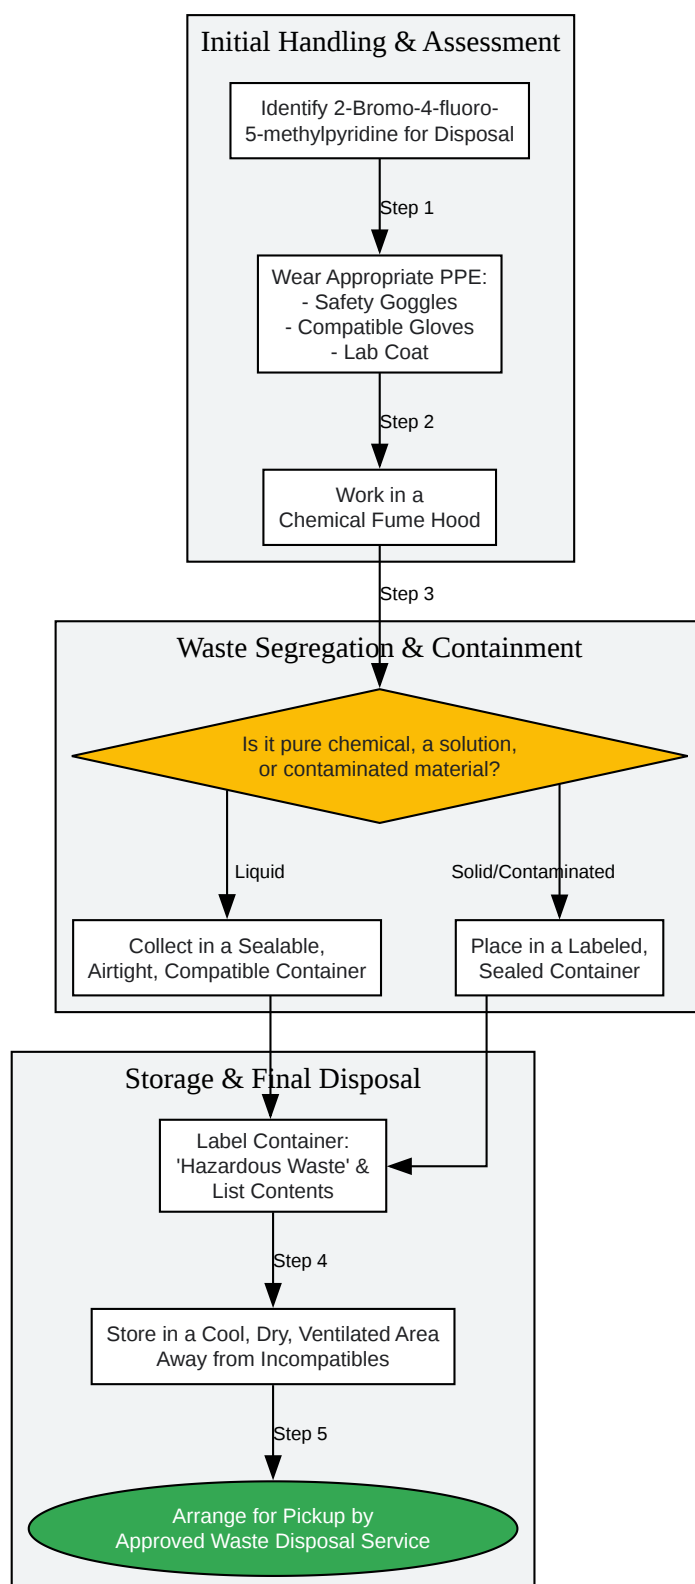 Initial Handling & Assessment
Identify 2-Bromo-4-fluoro-
5-methylpyridine for Disposal
Step 1
Wear Appropriate PPE:
- Safety Goggles
- Compatible Gloves
- Lab Coat
Step 2
Work in a
Chemical Fume Hood
Step 3
Waste Segregation & Containment
Is it pure chemical, a solution,
or contaminated material?
Liquid
Solid/Contaminated
Collect in a Sealable,
Airtight, Compatible Container
Place in a Labeled,
Sealed Container
Storage & Final Disposal
Label Container:
'Hazardous Waste' &
List Contents
Step 4
Store in a Cool, Dry, Ventilated Area
Away from Incompatibles
Step 5
Arrange for Pickup by
Approved Waste Disposal Service